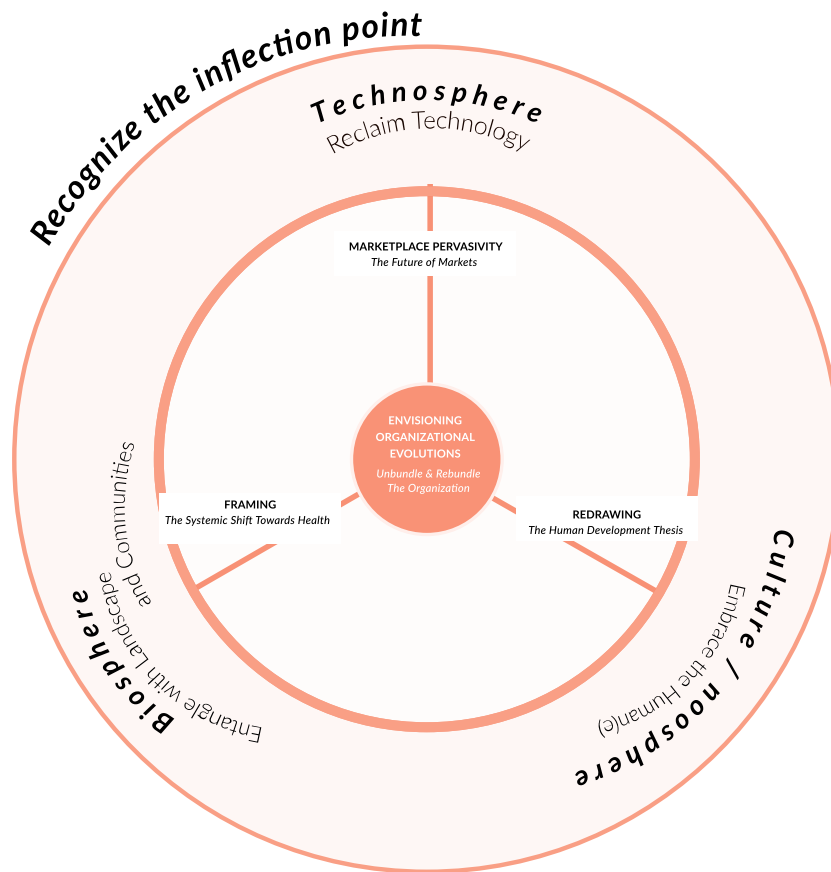 Recognize the inflection point
Technosphere
Reclaim Technology
MARKETPLACE PERVASIVITY
The Future of Markets
ENVISIONING
ORGANIZATIONAL
EVOLUTIONS
Unbundle & Rebundle
The Organization
FRAMING
The Systemic Shift Towards Health
REDRAWING
The Human Development Thesis
Biosphere
Entangle with Landscape
and Communities
Culture / noosphere
Embrace the Human(e)